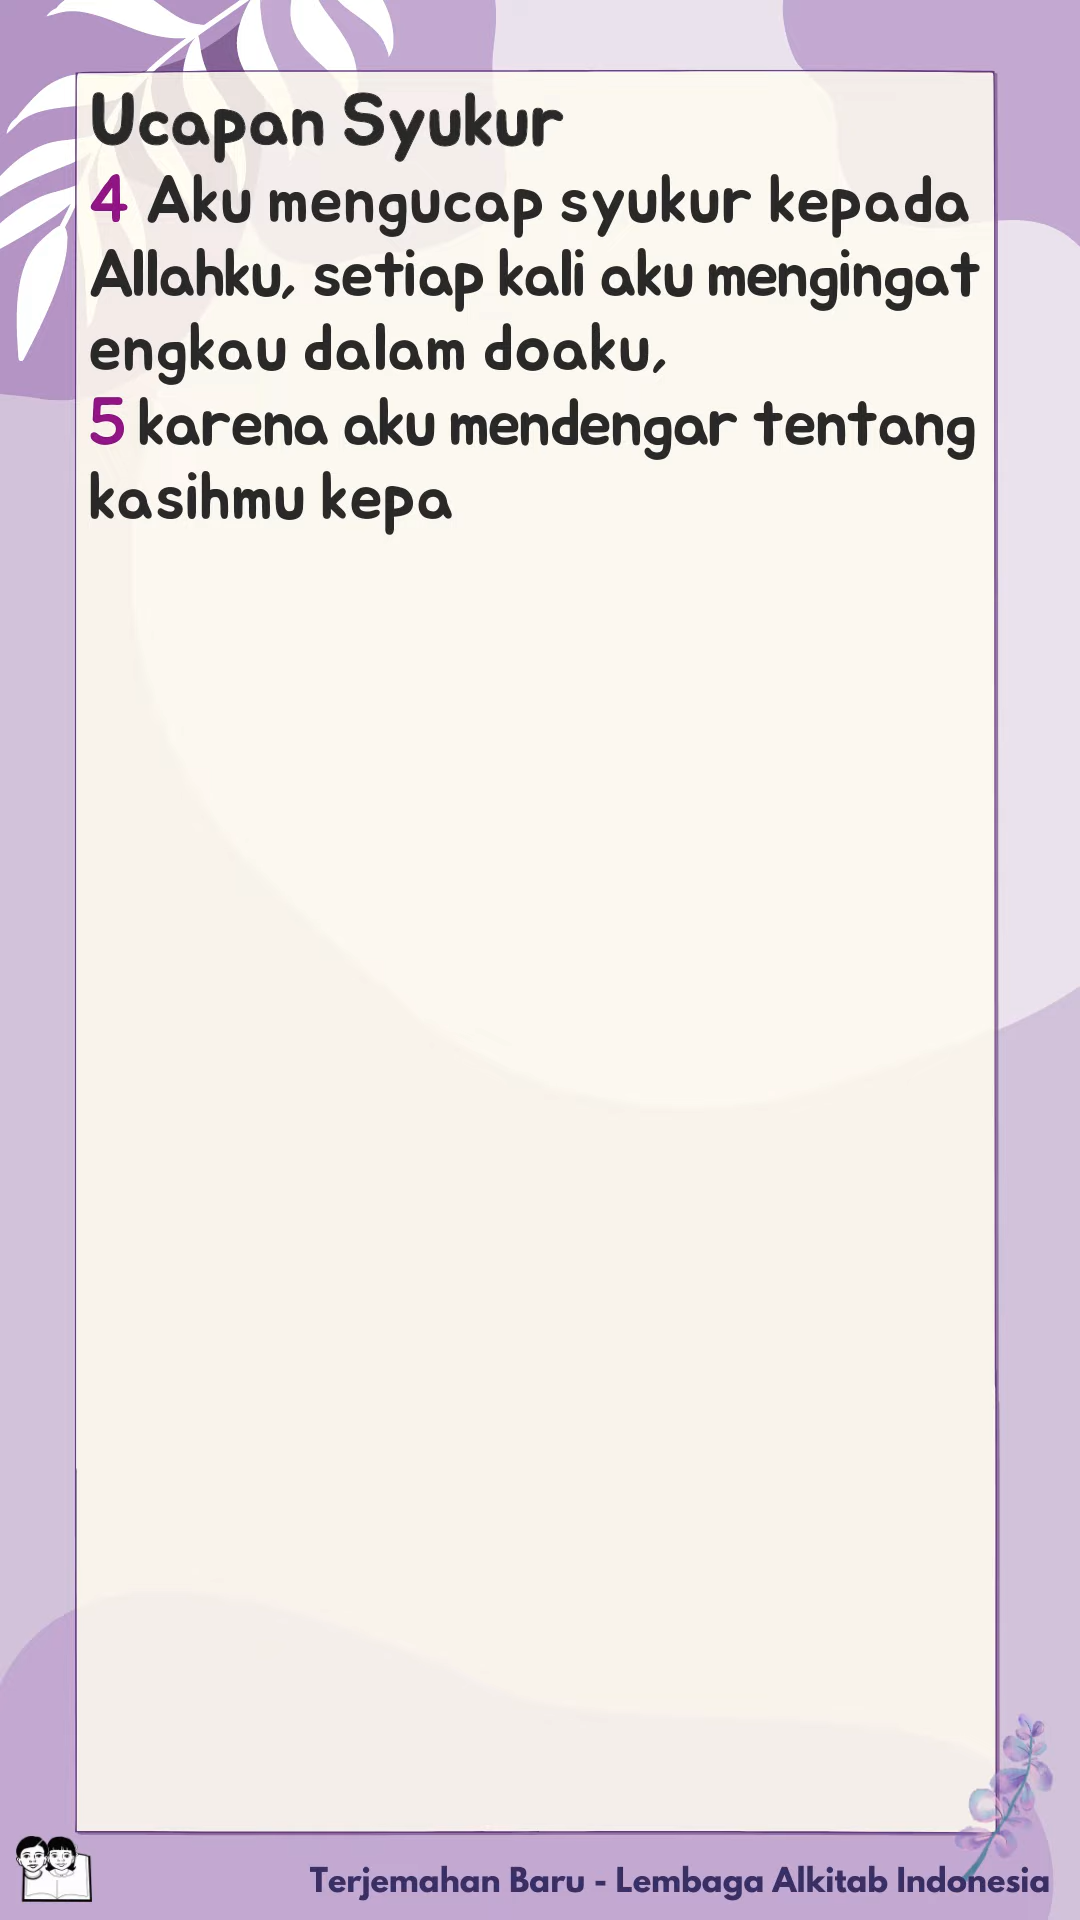 Ucapan Syukur
4 Aku mengucap syukur kepada
Allahku, setiap kali aku mengingat
engkau dalam doaku,
5 karena aku mendengar tentang
kasihmu kepa
Terjemahan Baru - Lembaga Alkitab Indonesia